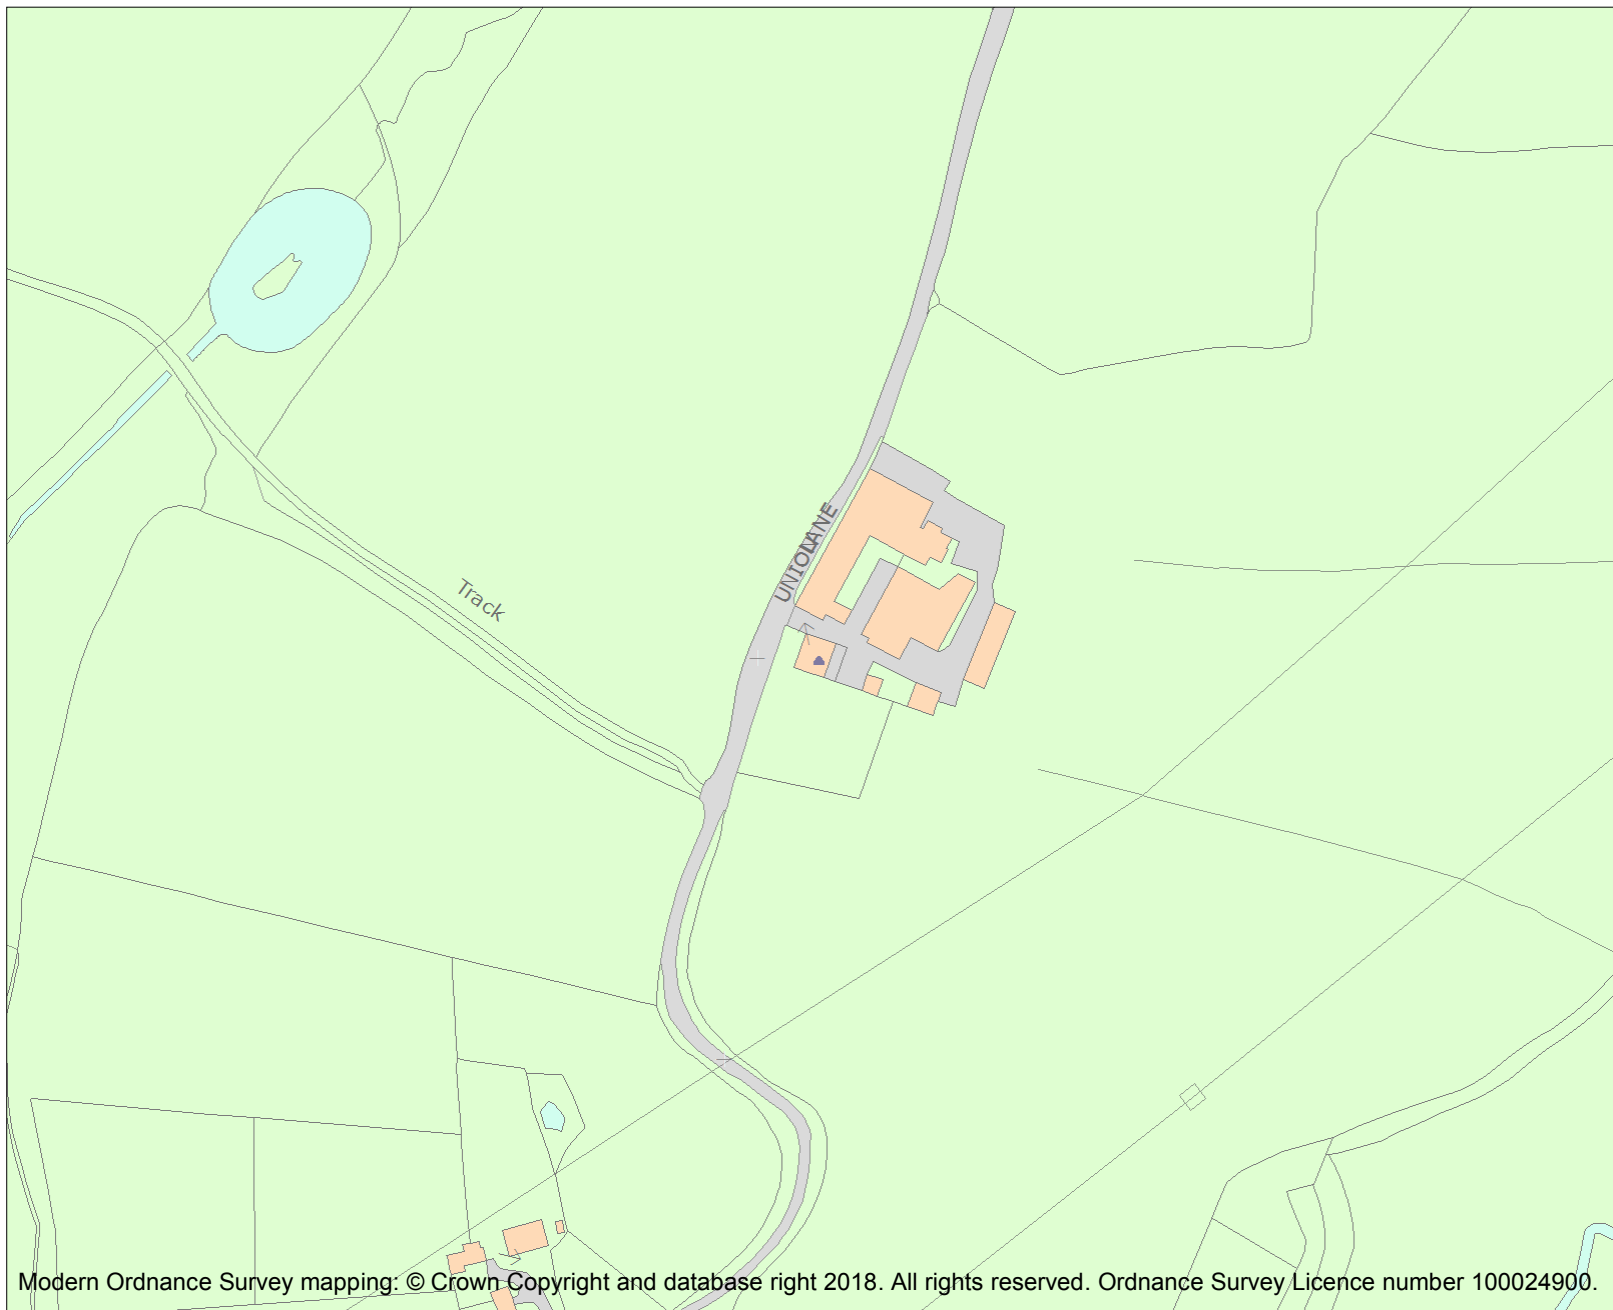 UNION LANE
Track
Modern Ordnance Survey mapping: © Crown Copyright and database right 2018. All rights reserved. Ordnance Survey Licence number 100024900.